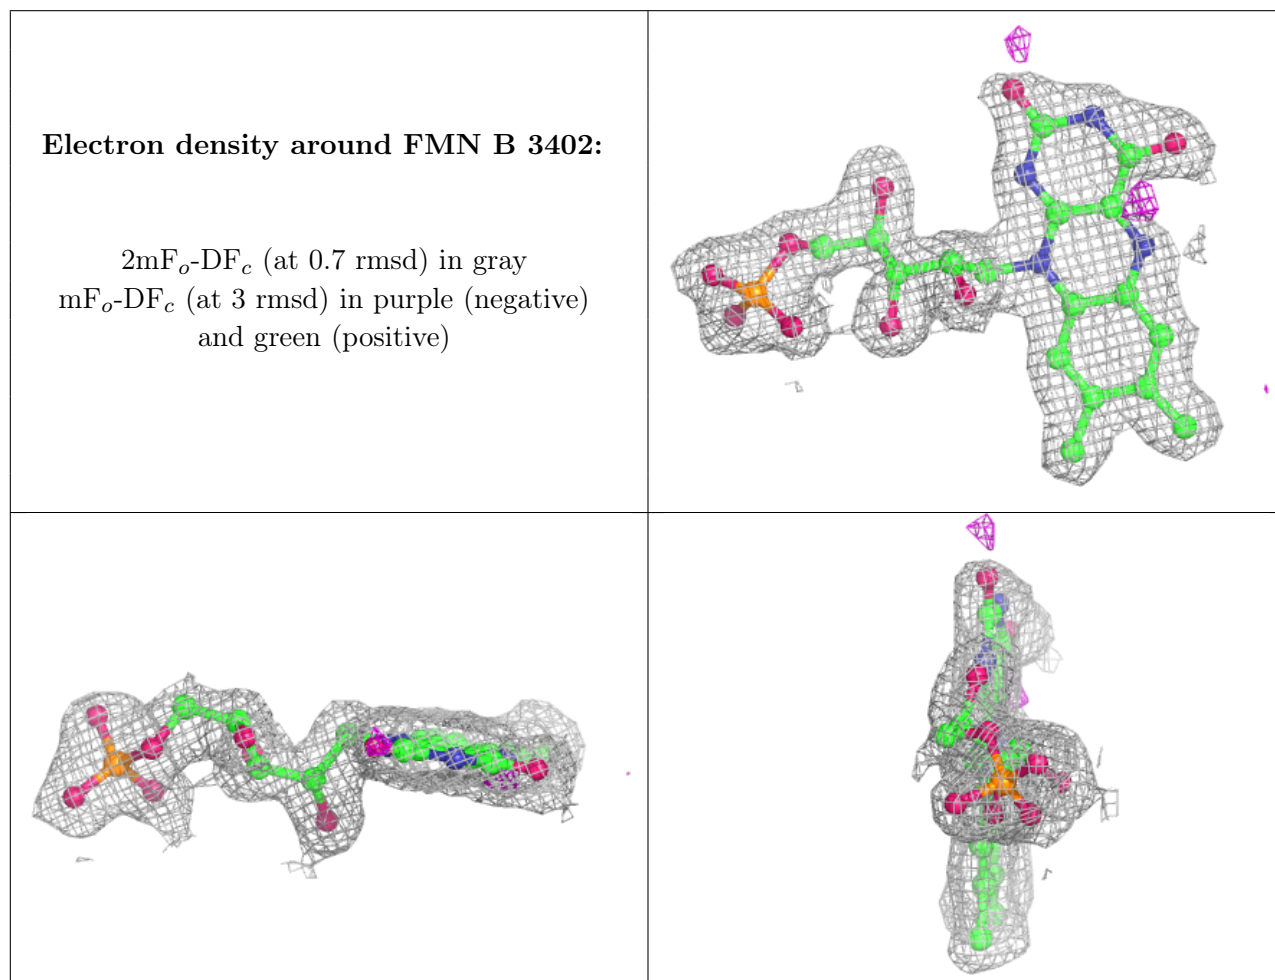 Electron density around FMN B 3402:
2mFo-DFc (at 0.7 rmsd) in gray
mFo-DFc (at 3 rmsd) in purple (negative)
and green (positive)